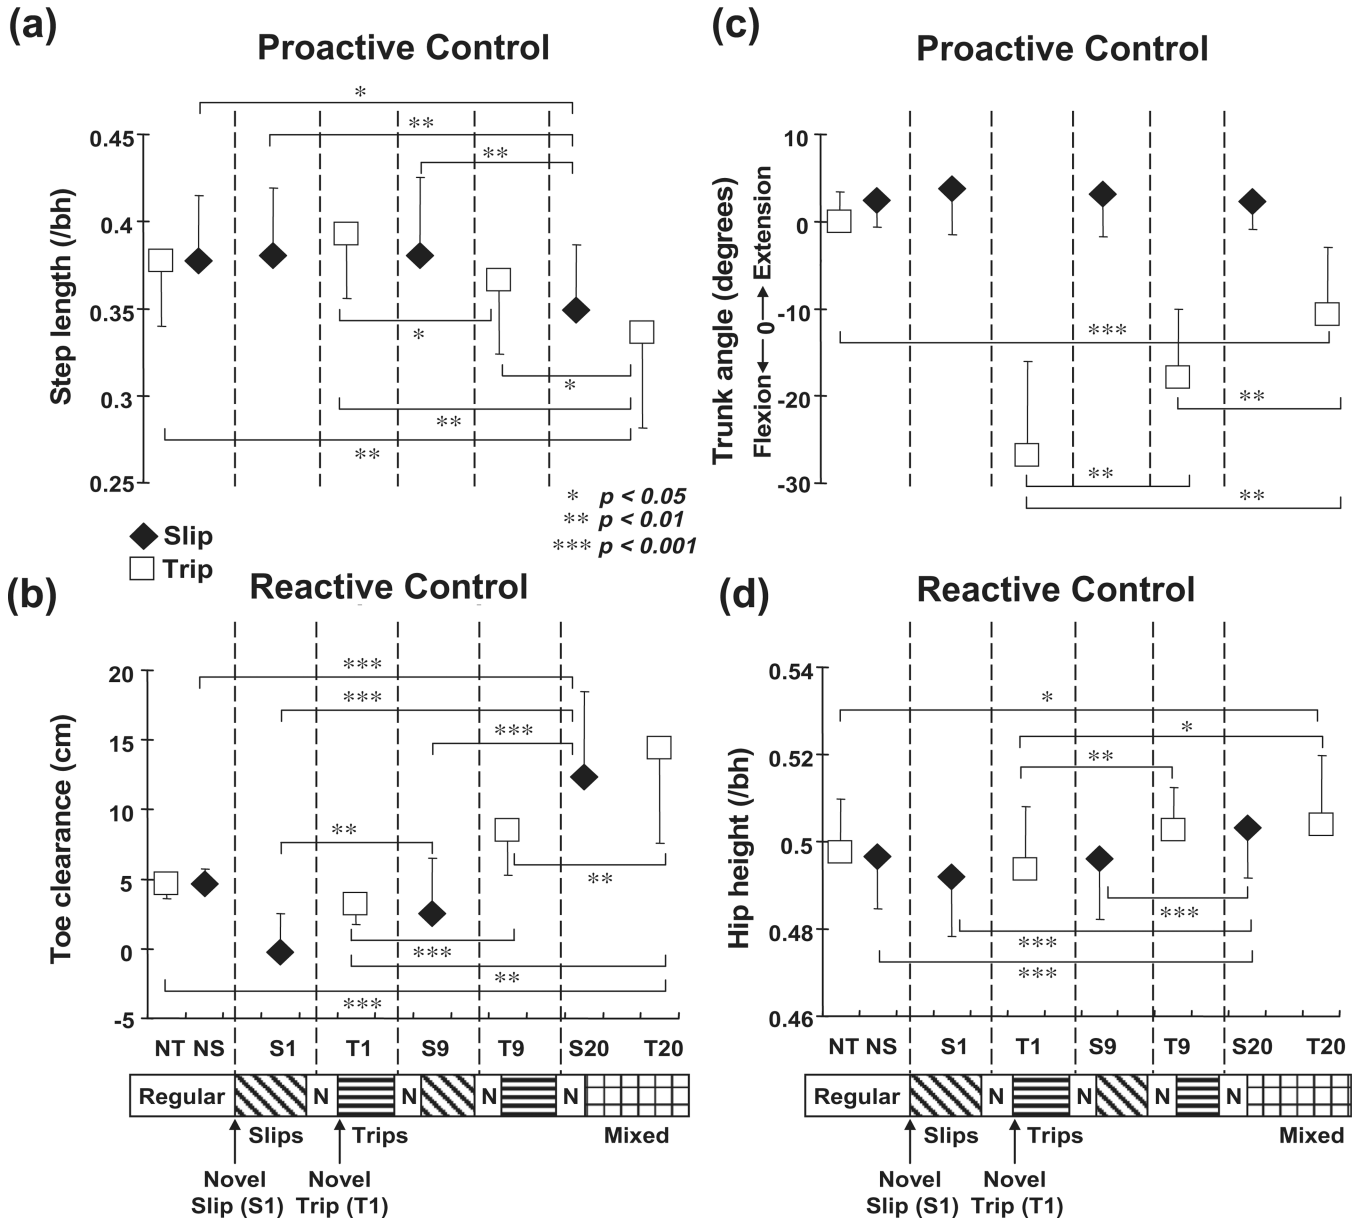 (a)
Proactive Control
*
**
**
0.45
0.4
0.35
0.3
0.25
Step length (/bh)
*
*
**
**
* p < 0.05
** p < 0.01
*** p < 0.001
Slip
Trip
(c)
Proactive Control
10
0
-10
-20
-30
Trunk angle (degrees)
Flexion 0 Extension
***
**
**
**
(b)
Reactive Control
***
***
***
**
20
15
10
5
0
-5
Toe clearance (cm)
**
***
**
***
NT NS S1 T1 S9 T9 S20 T20
Regular N N N N
Slips Trips Mixed
Novel Novel
Slip (S1) Trip (T1)
(d)
Reactive Control
*
*
**
0.54
0.52
0.5
0.48
0.46
Hip height (/bh)
***
***
***
NT NS S1 T1 S9 T9 S20 T20
Regular N N N N
Slips Trips Mixed
Novel Novel
Slip (S1) Trip (T1)